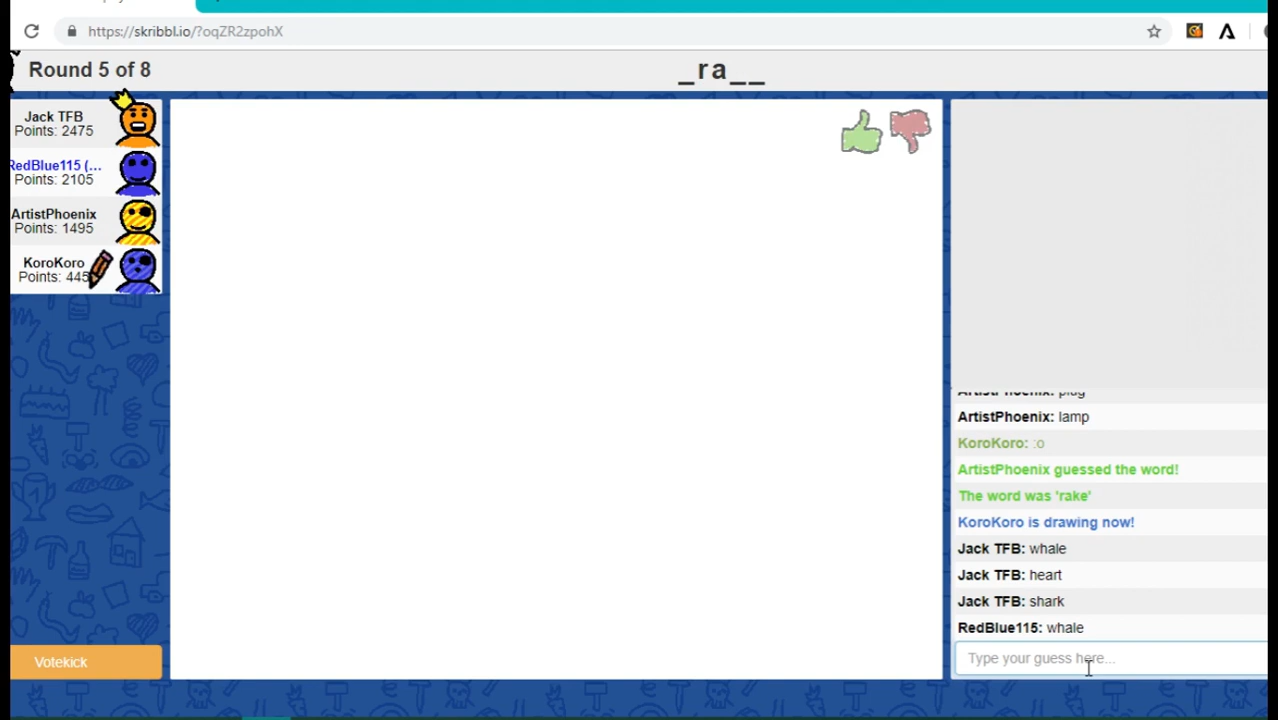 https://skribbl.io/?oqZR2zpohX
Round 5 of 8
_ra__
Jack TFB
Points: 2475
RedBlue115 (...
Points: 2105
ArtistPhoenix
Points: 1495
KoroKoro
Points: 445
ArtistPhoenix: plug
ArtistPhoenix: lamp
KoroKoro: :o
ArtistPhoenix guessed the word!
The word was 'rake'
KoroKoro is drawing now!
Jack TFB: whale
Jack TFB: heart
Jack TFB: shark
RedBlue115: whale
Type your guess here...
Votekick